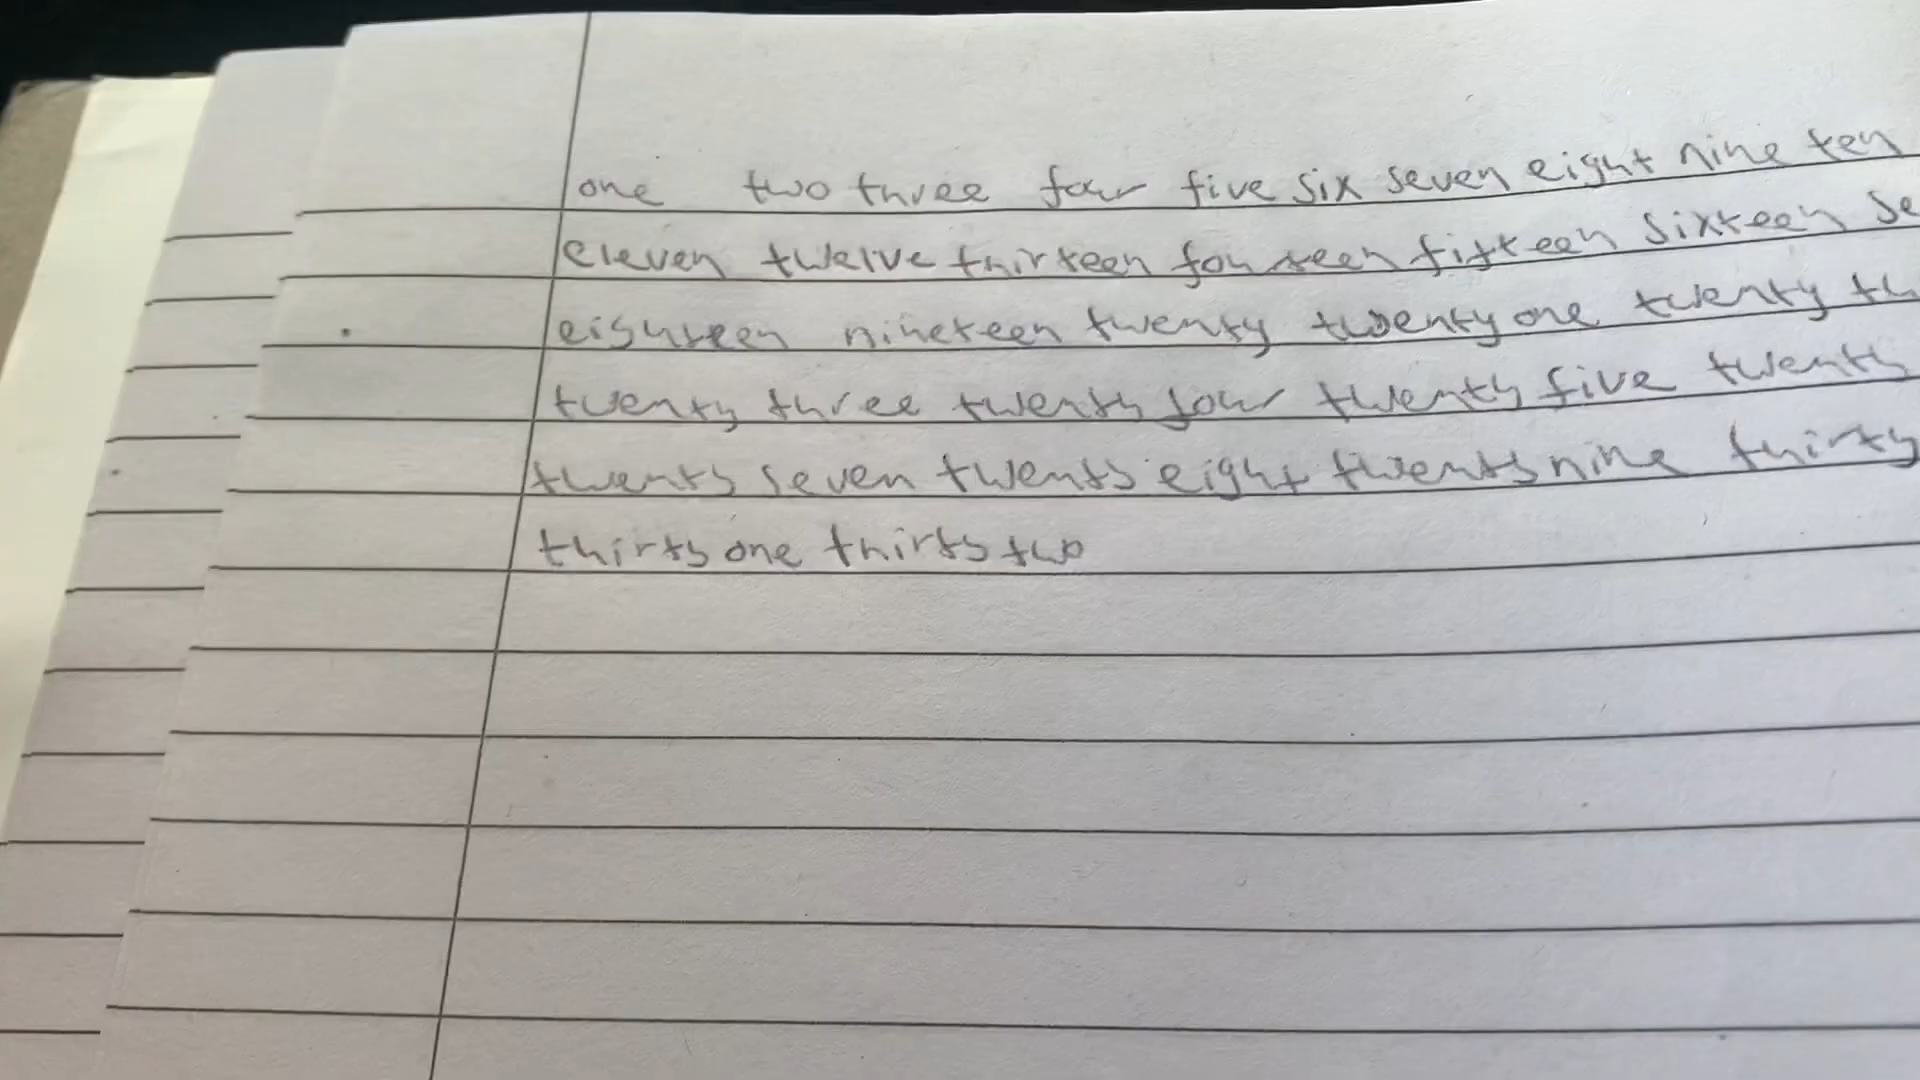 one two three four five six seven eight nine ten
eleven twelve thirteen fourteen fifteen sixteen se
eighteen nineteen twenty twenty one twenty th
twenty three twenty four twenty five twenty
twenty seven twenty eight twenty nine thirty
thirty one thirty two